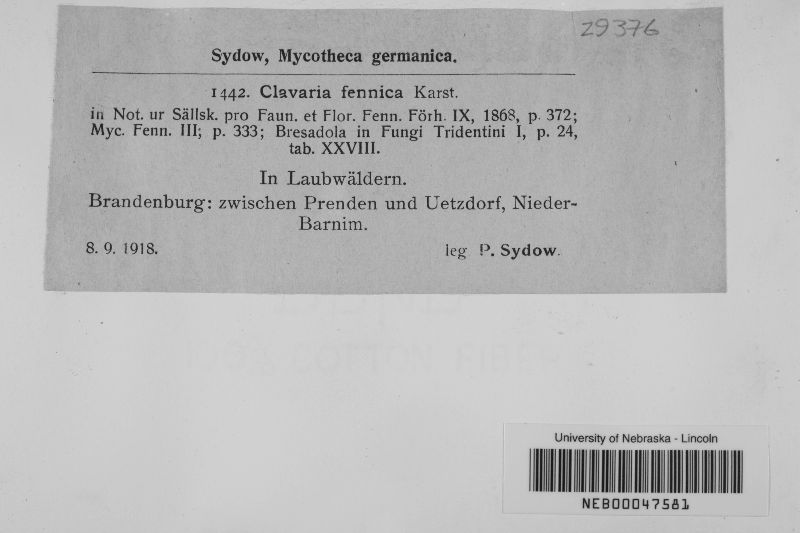 29376
Sydow, Mycotheca germanica.
1442. Clavaria fennica Karst.
in Not. ur Sällsk. pro Faun. et Flor. Fenn. Förh. IX, 1868, p. 372;
Myc. Fenn. III; p. 333; Bresadola in Fungi Tridentini I, p. 24,
tab. XXVIII.
In Laubwäldern.
Brandenburg: zwischen Prenden und Uetzdorf, Nieder-
Barnim.
8. 9. 1918. leg P. Sydow.
University of Nebraska - Lincoln
NEB00047581